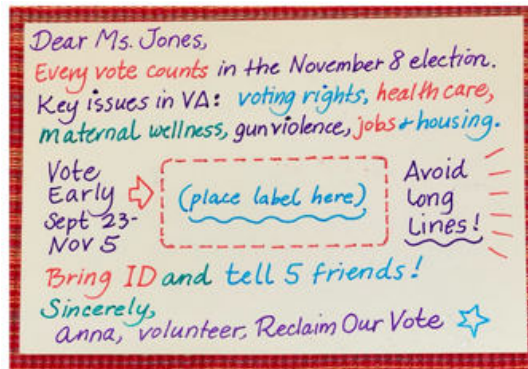 Dear Ms. Jones,
Every vote counts in the November 8 election.
Key issues in VA: voting rights, health care,
maternal wellness, gun violence, jobs & housing.
Vote
Early
Sept 23-
Nov 5
(place label here)
Avoid
Long
Lines!
Bring ID and tell 5 friends!
Sincerely,
anna, volunteer, Reclaim Our Vote